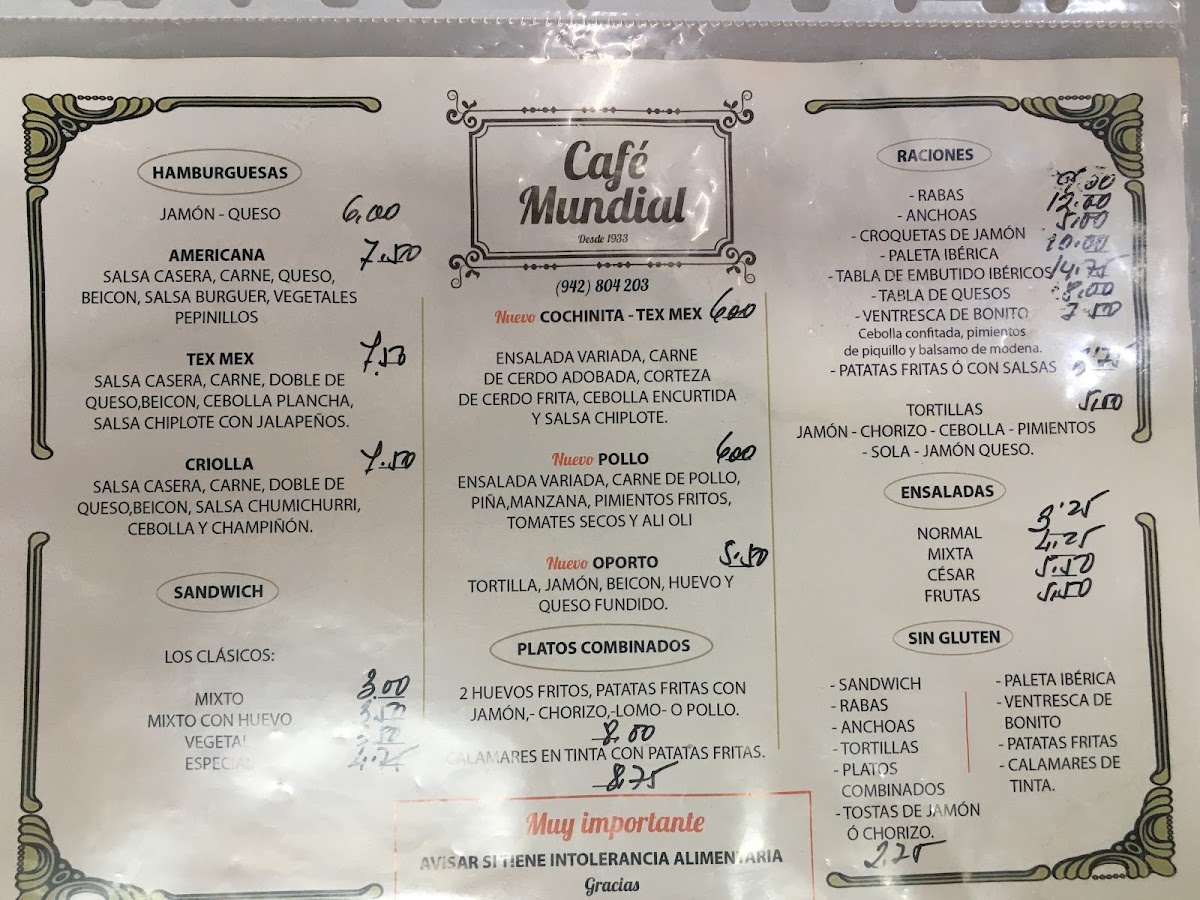 HAMBURGUESAS
JAMÓN - QUESO 6,00
AMERICANA 7.50
SALSA CASERA, CARNE, QUESO,
BEICON, SALSA BURGUER, VEGETALES
PEPINILLOS
TEX MEX 7.50
SALSA CASERA, CARNE, DOBLE DE
QUESO,BEICON, CEBOLLA PLANCHA,
SALSA CHIPLOTE CON JALAPEÑOS.
CRIOLLA 7.50
SALSA CASERA, CARNE, DOBLE DE
QUESO,BEICON, SALSA CHUMICHURRI,
CEBOLLA Y CHAMPIÑÓN.
SANDWICH
LOS CLÁSICOS:
MIXTO 3.00
MIXTO CON HUEVO 3.50
VEGETAL
ESPECIAL
Café
Mundial
Desde 1933
(942) 804 203
Nuevo COCHINITA - TEX MEX 600
ENSALADA VARIADA, CARNE
DE CERDO ADOBADA, CORTEZA
DE CERDO FRITA, CEBOLLA ENCURTIDA
Y SALSA CHIPLOTE.
Nuevo POLLO 600
ENSALADA VARIADA, CARNE DE POLLO,
PIÑA,MANZANA, PIMIENTOS FRITOS,
TOMATES SECOS Y ALI OLI
Nuevo OPORTO 5.50
TORTILLA, JAMÓN, BEICON, HUEVO Y
QUESO FUNDIDO.
PLATOS COMBINADOS
2 HUEVOS FRITOS, PATATAS FRITAS CON
JAMÓN,- CHORIZO,-LOMO- O POLLO.
8.00
CALAMARES EN TINTA CON PATATAS FRITAS.
8.75
Muy importante
AVISAR SI TIENE INTOLERANCIA ALIMENTARIA
Gracias
RACIONES
- RABAS
- ANCHOAS 12.00
- CROQUETAS DE JAMÓN 5.00
- PALETA IBÉRICA 10.00
- TABLA DE EMBUTIDO IBÉRICOS 14.75
- TABLA DE QUESOS 8.00
- VENTRESCA DE BONITO 7.50
Cebolla confitada, pimientos
de piquillo y balsamo de modena.
- PATATAS FRITAS Ó CON SALSAS
TORTILLAS 5.50
JAMÓN - CHORIZO - CEBOLLA - PIMIENTOS
- SOLA - JAMÓN QUESO.
ENSALADAS
NORMAL 3'25
MIXTA 4.25
CÉSAR 5.50
FRUTAS 5.50
SIN GLUTEN
- SANDWICH
- RABAS
- ANCHOAS
- TORTILLAS
- PLATOS
COMBINADOS
- TOSTAS DE JAMÓN
Ó CHORIZO.
2.25
- PALETA IBÉRICA
- VENTRESCA DE
BONITO
- PATATAS FRITAS
- CALAMARES DE
TINTA.